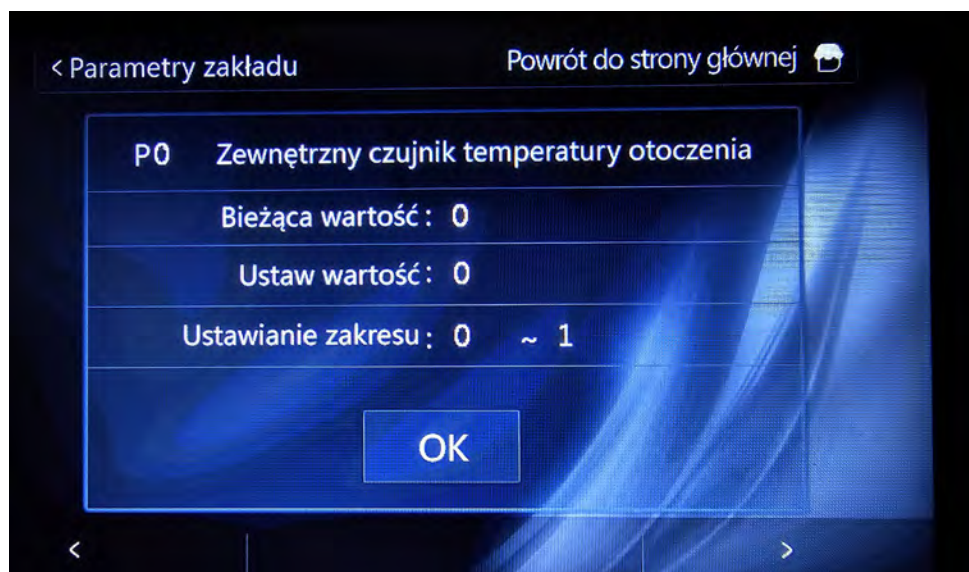 < Parametry zakładu
Powrót do strony głównej
P0 Zewnętrzny czujnik temperatury otoczenia
Bieżąca wartość: 0
Ustaw wartość: 0
Ustawianie zakresu: 0 ~ 1
OK
< >